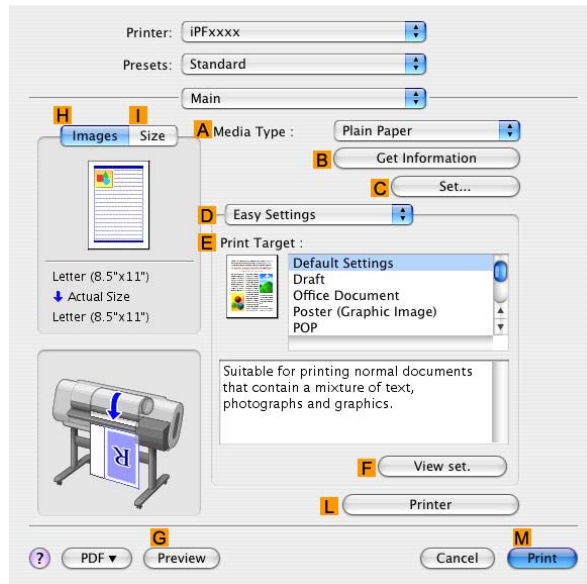 Printer: iPFxxxx
Presets: Standard
Main
H I
Images Size
A Media Type : Plain Paper
B Get Information
C Set...
D Easy Settings
E Print Target :
Default Settings
Draft
Office Document
Poster (Graphic Image)
POP
Letter (8.5"x11")
Actual Size
Letter (8.5"x11")
Suitable for printing normal documents
that contain a mixture of text,
photographs and graphics.
R
F View set.
L Printer
G M
? PDF▼ Preview Cancel Print